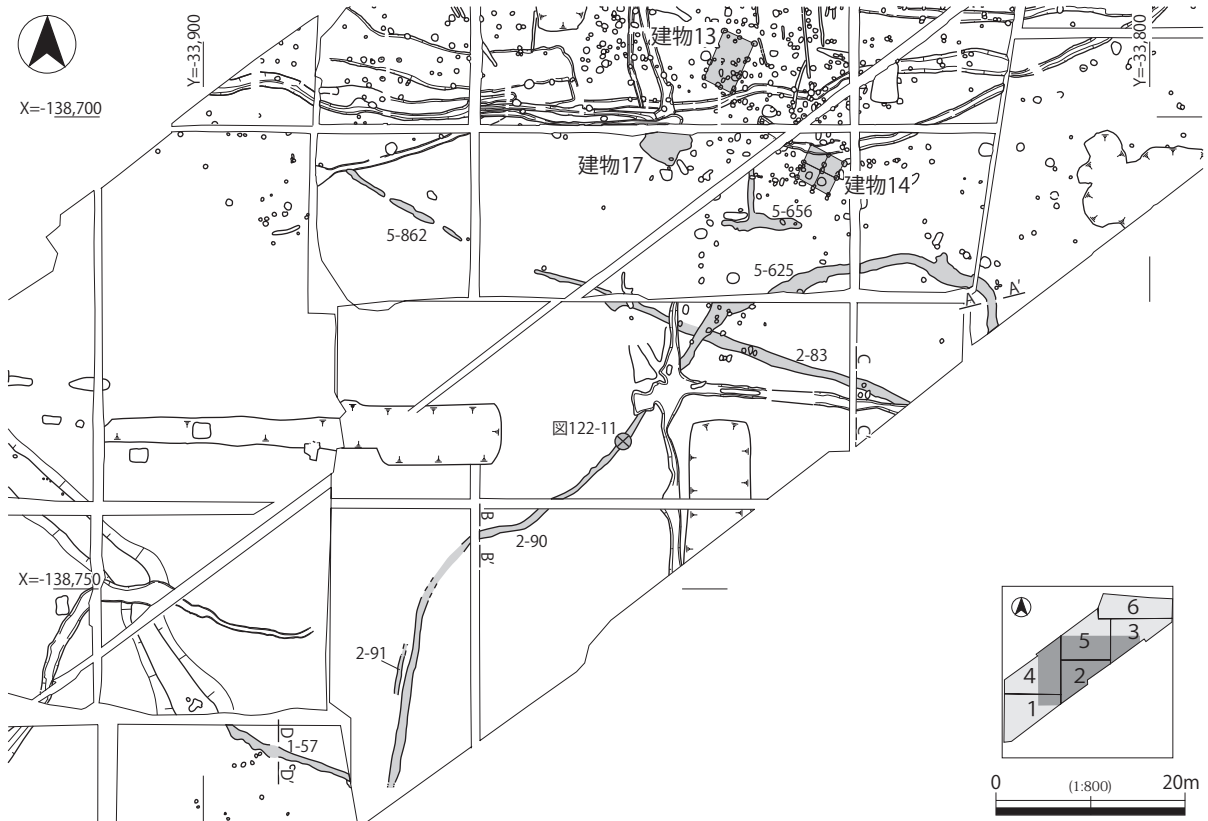 Y=-33,900
建物13
Y=-33,800
X=-138,700
建物17
建物14
5-656
5-862
5-625
A A'
2-83
C
C'
図122-11
B
B'
2-90
X=-138,750
2-91
D
D'
1-57
6
5
3
4
2
1
0 (1:800) 20m